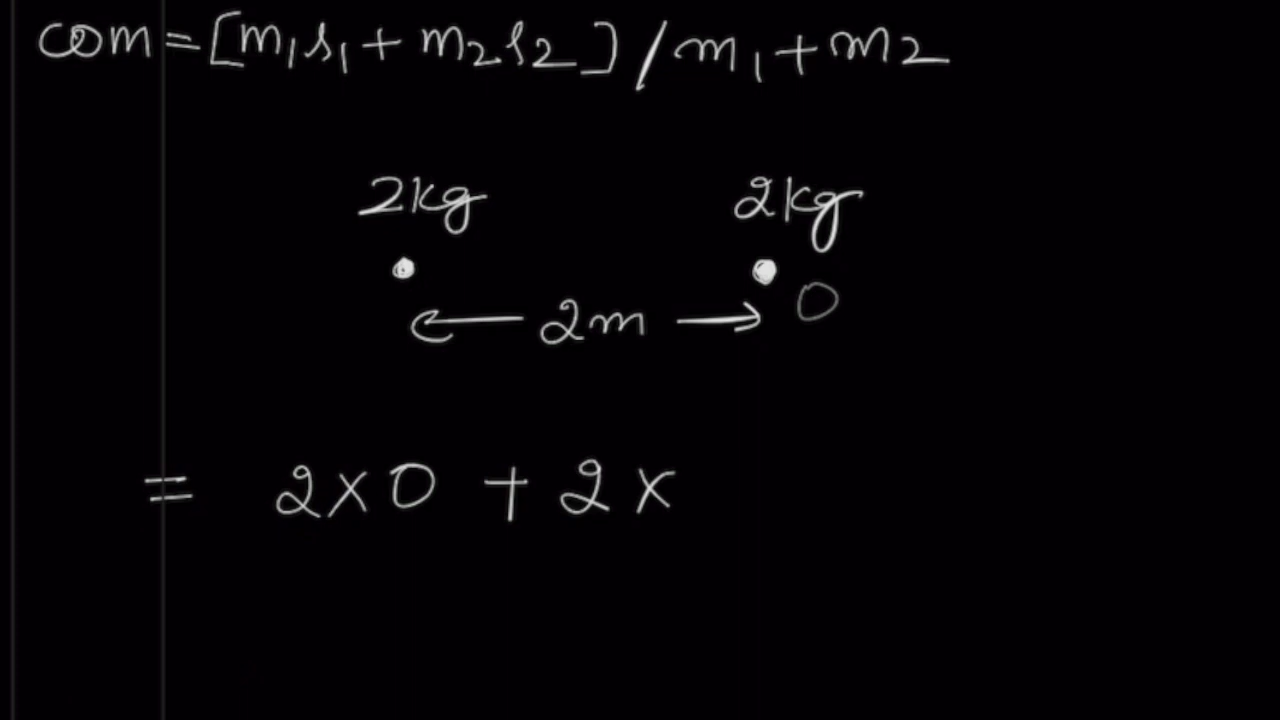 com = [m₁s₁ + m₂s₂] / m₁ + m₂
2kg 2kg
2m 0
= 2 x 0 + 2 x